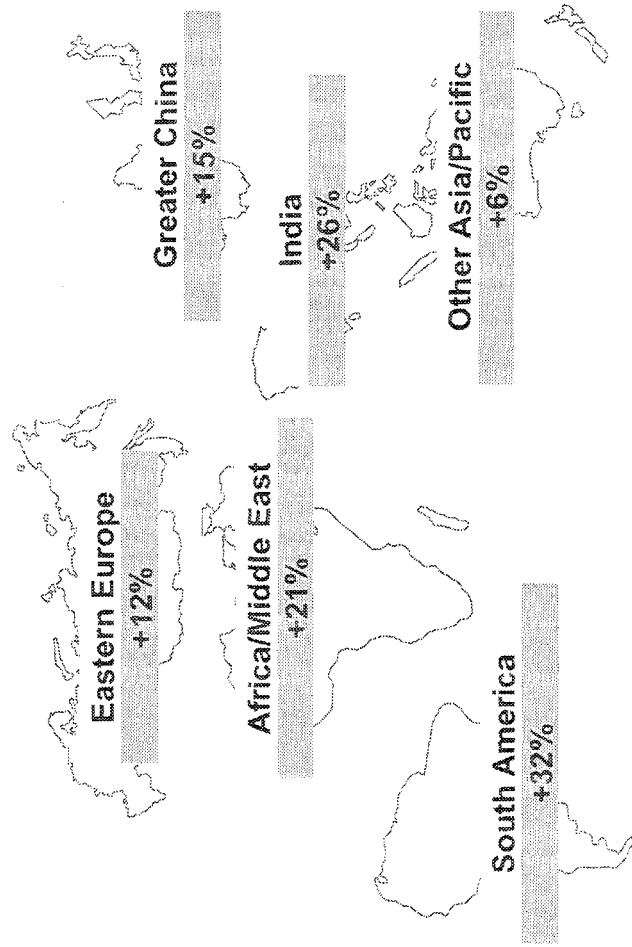 Eastern Europe
+12%
Greater China
+15%
Africa/Middle East
+21%
India
+26%
South America
+32%
Other Asia/Pacific
+6%